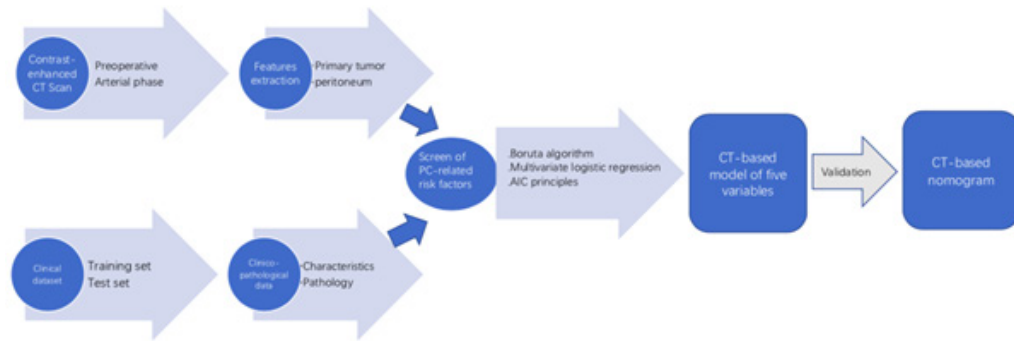 Contrast-
enhanced
CT Scan
Preoperative
Arterial phase
Features
extraction
·Primary tumor
·peritoneum
Clinical
dataset
Training set
Test set
Clinico-
pathological
data
·Characteristics
·Pathology
Screen of
PC-related
risk factors
.Boruta algorithm
.Multivariate logistic regression
.AIC principles
CT-based
model of five
variables
Validation
CT-based
nomogram